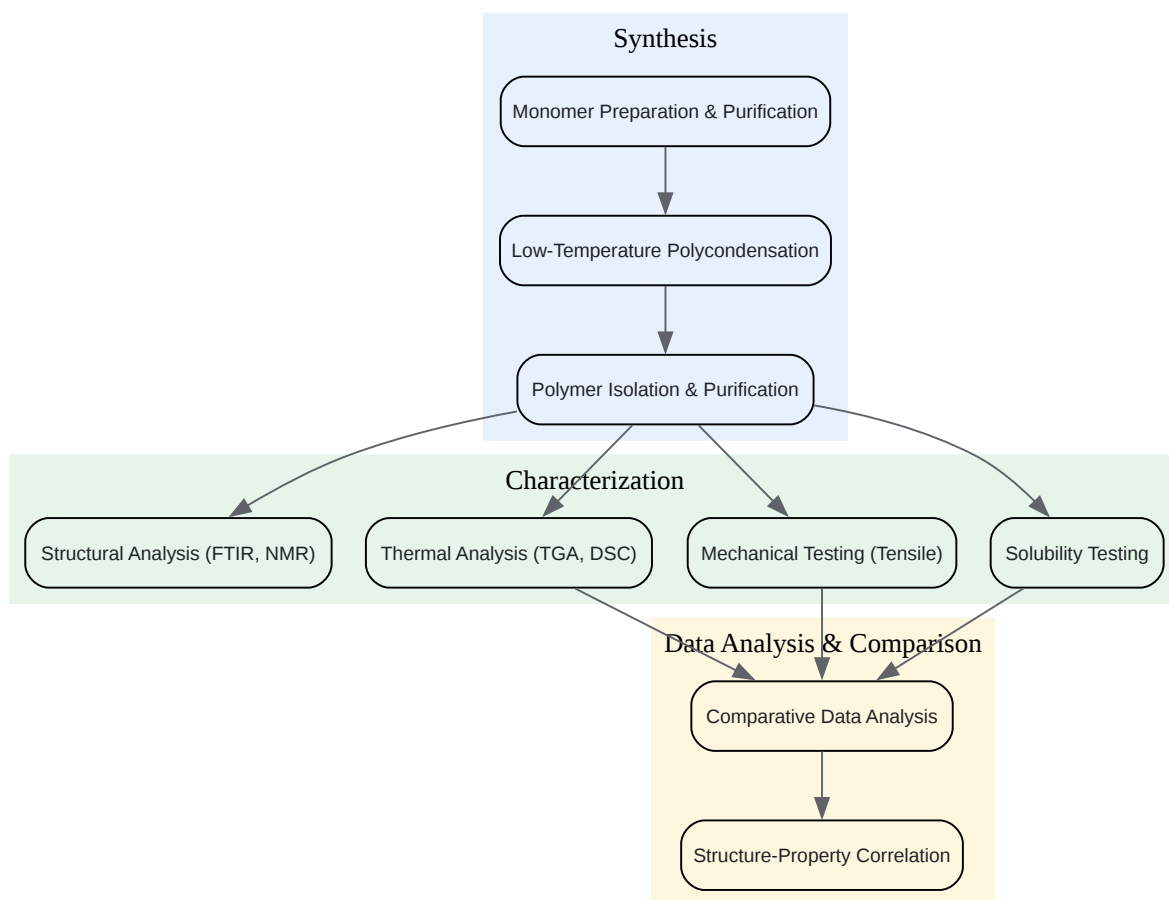 Synthesis
Monomer Preparation & Purification
Low-Temperature Polycondensation
Polymer Isolation & Purification
Characterization
Structural Analysis (FTIR, NMR)
Thermal Analysis (TGA, DSC)
Mechanical Testing (Tensile)
Solubility Testing
Data Analysis & Comparison
Comparative Data Analysis
Structure-Property Correlation